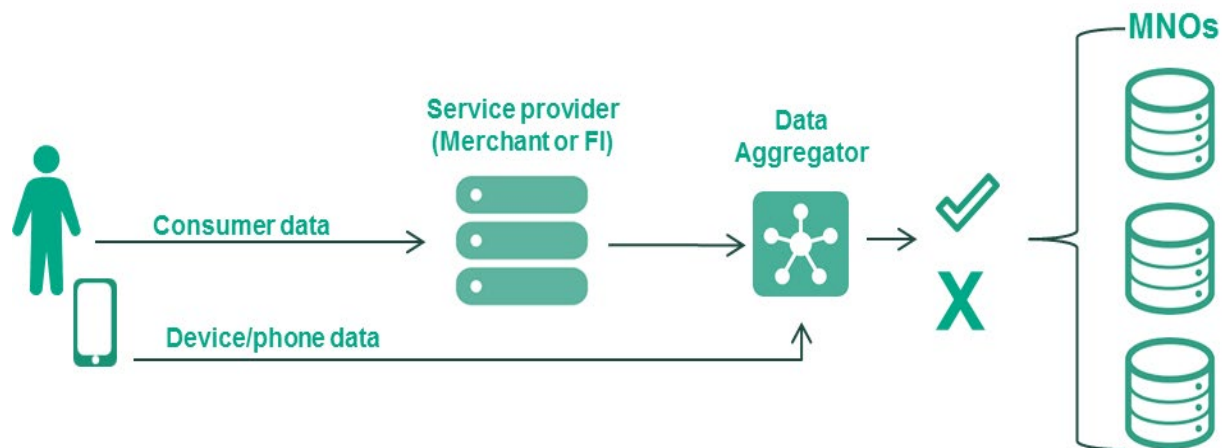 MNOs
Service provider
(Merchant or FI)
Data
Aggregator
Consumer data
Device/phone data
X